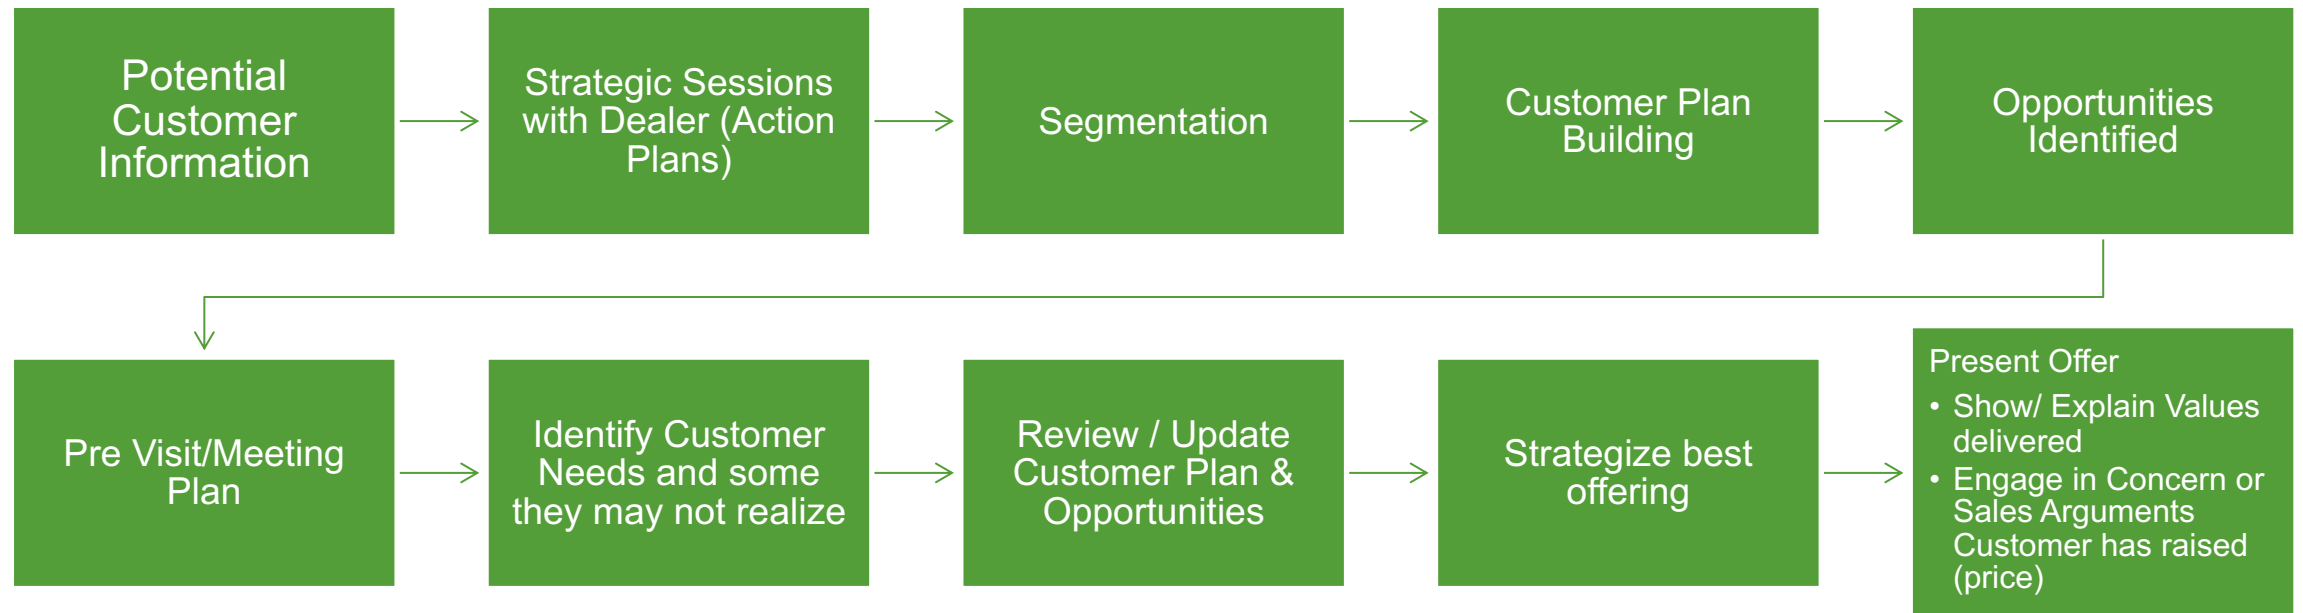 Potential
Customer
Information
Strategic Sessions
with Dealer (Action
Plans)
Segmentation
Customer Plan
Building
Opportunities
Identified
Pre Visit/Meeting
Plan
Identify Customer
Needs and some
they may not realize
Review / Update
Customer Plan &
Opportunities
Strategize best
offering
Present Offer
• Show/ Explain Values
delivered
• Engage in Concern or
Sales Arguments
Customer has raised
(price)